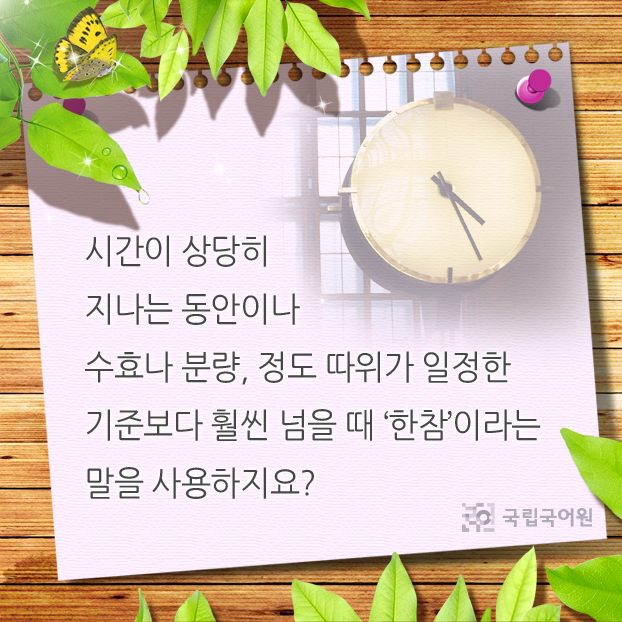 시간이 상당히
지나는 동안이나
수효나 분량, 정도 따위가 일정한
기준보다 훨씬 넘을 때 ‘한참’이라는
말을 사용하지요?
국립국어원